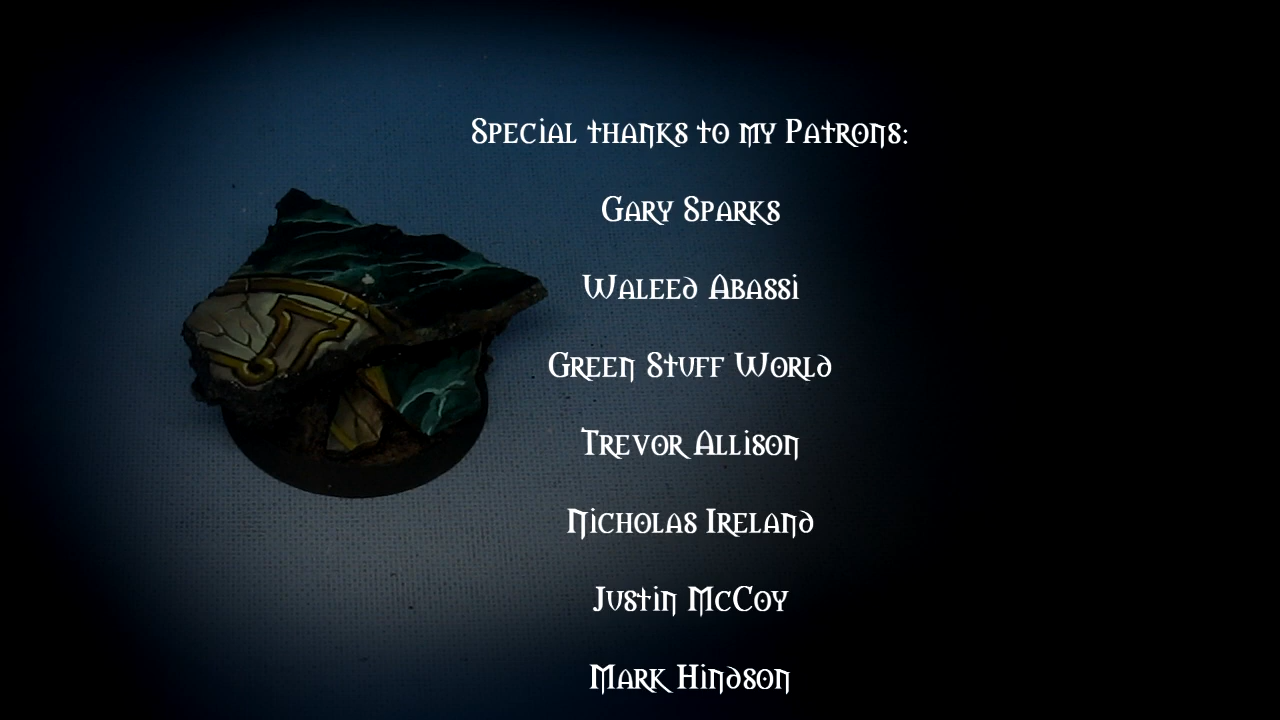 Special thanks to my Patrons:
Gary Sparks
Waleed Abassi
Green Stuff World
Trevor Allison
Nicholas Ireland
Justin McCoy
Mark Hindson